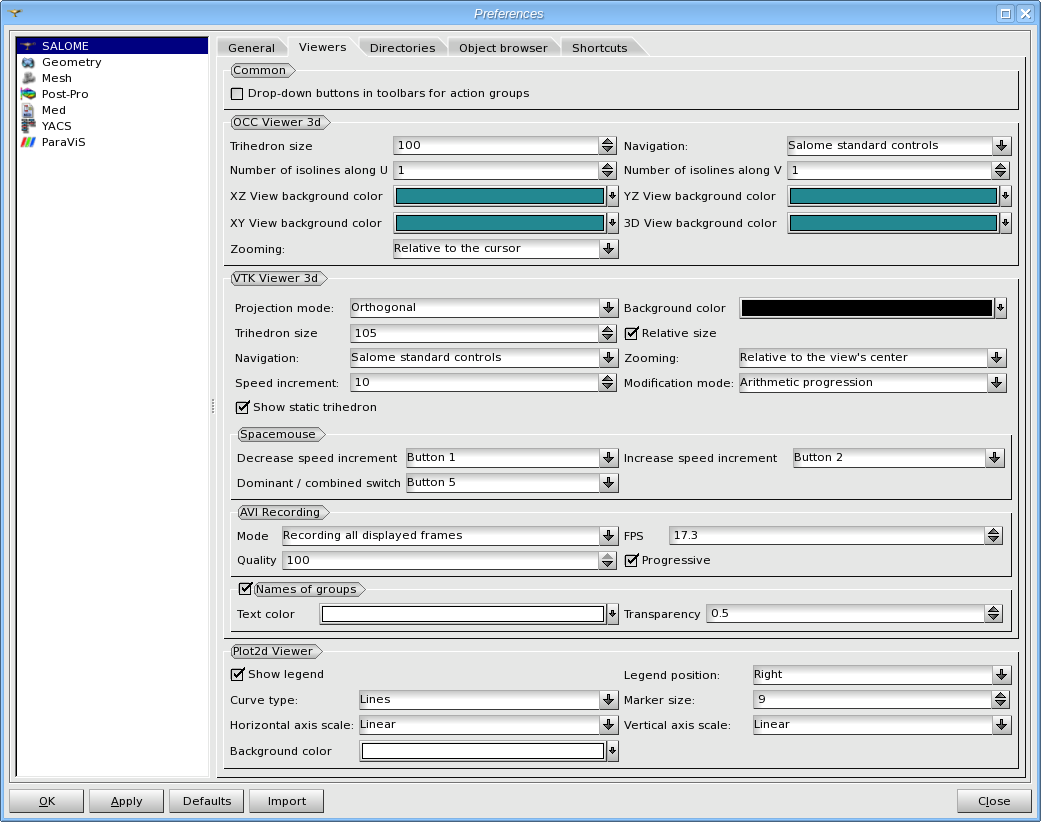 Preferences
SALOME
Geometry
Mesh
Post-Pro
Med
YACS
ParaViS
General Viewers Directories Object browser Shortcuts
Common
Drop-down buttons in toolbars for action groups
OCC Viewer 3d
Trihedron size 100 Navigation: Salome standard controls
Number of isolines along U 1 Number of isolines along V 1
XZ View background color YZ View background color
XY View background color 3D View background color
Zooming: Relative to the cursor
VTK Viewer 3d
Projection mode: Orthogonal Background color
Trihedron size 105 Relative size
Navigation: Salome standard controls Zooming: Relative to the view's center
Speed increment: 10 Modification mode: Arithmetic progression
Show static trihedron
Spacemouse
Decrease speed increment Button 1 Increase speed increment Button 2
Dominant / combined switch Button 5
AVI Recording
Mode Recording all displayed frames FPS 17.3
Quality 100 Progressive
Names of groups
Text color Transparency 0.5
Plot2d Viewer
Show legend Legend position: Right
Curve type: Lines Marker size: 9
Horizontal axis scale: Linear Vertical axis scale: Linear
Background color
OK Apply Defaults Import Close